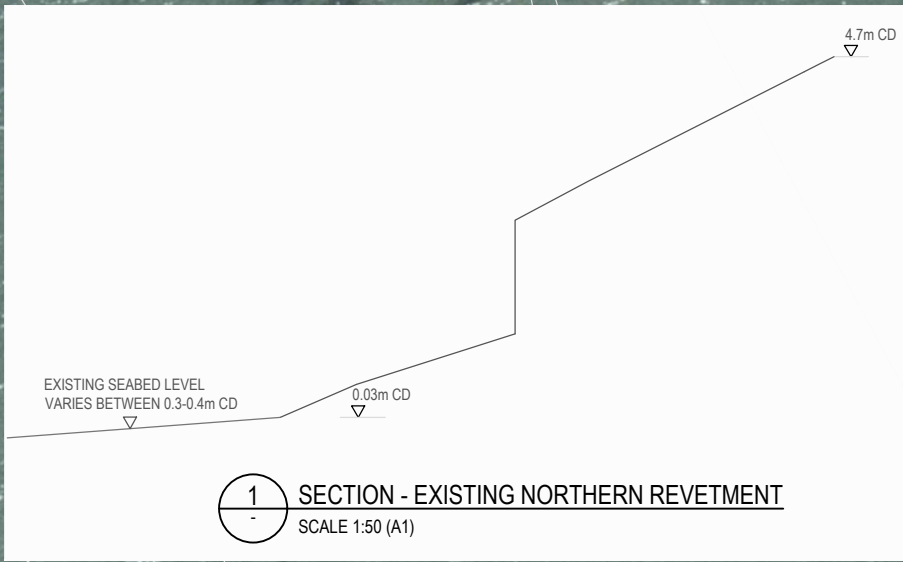 4.7m CD
EXISTING SEABED LEVEL
VARIES BETWEEN 0.3-0.4m CD
0.03m CD
1
-
SECTION - EXISTING NORTHERN REVETMENT
SCALE 1:50 (A1)